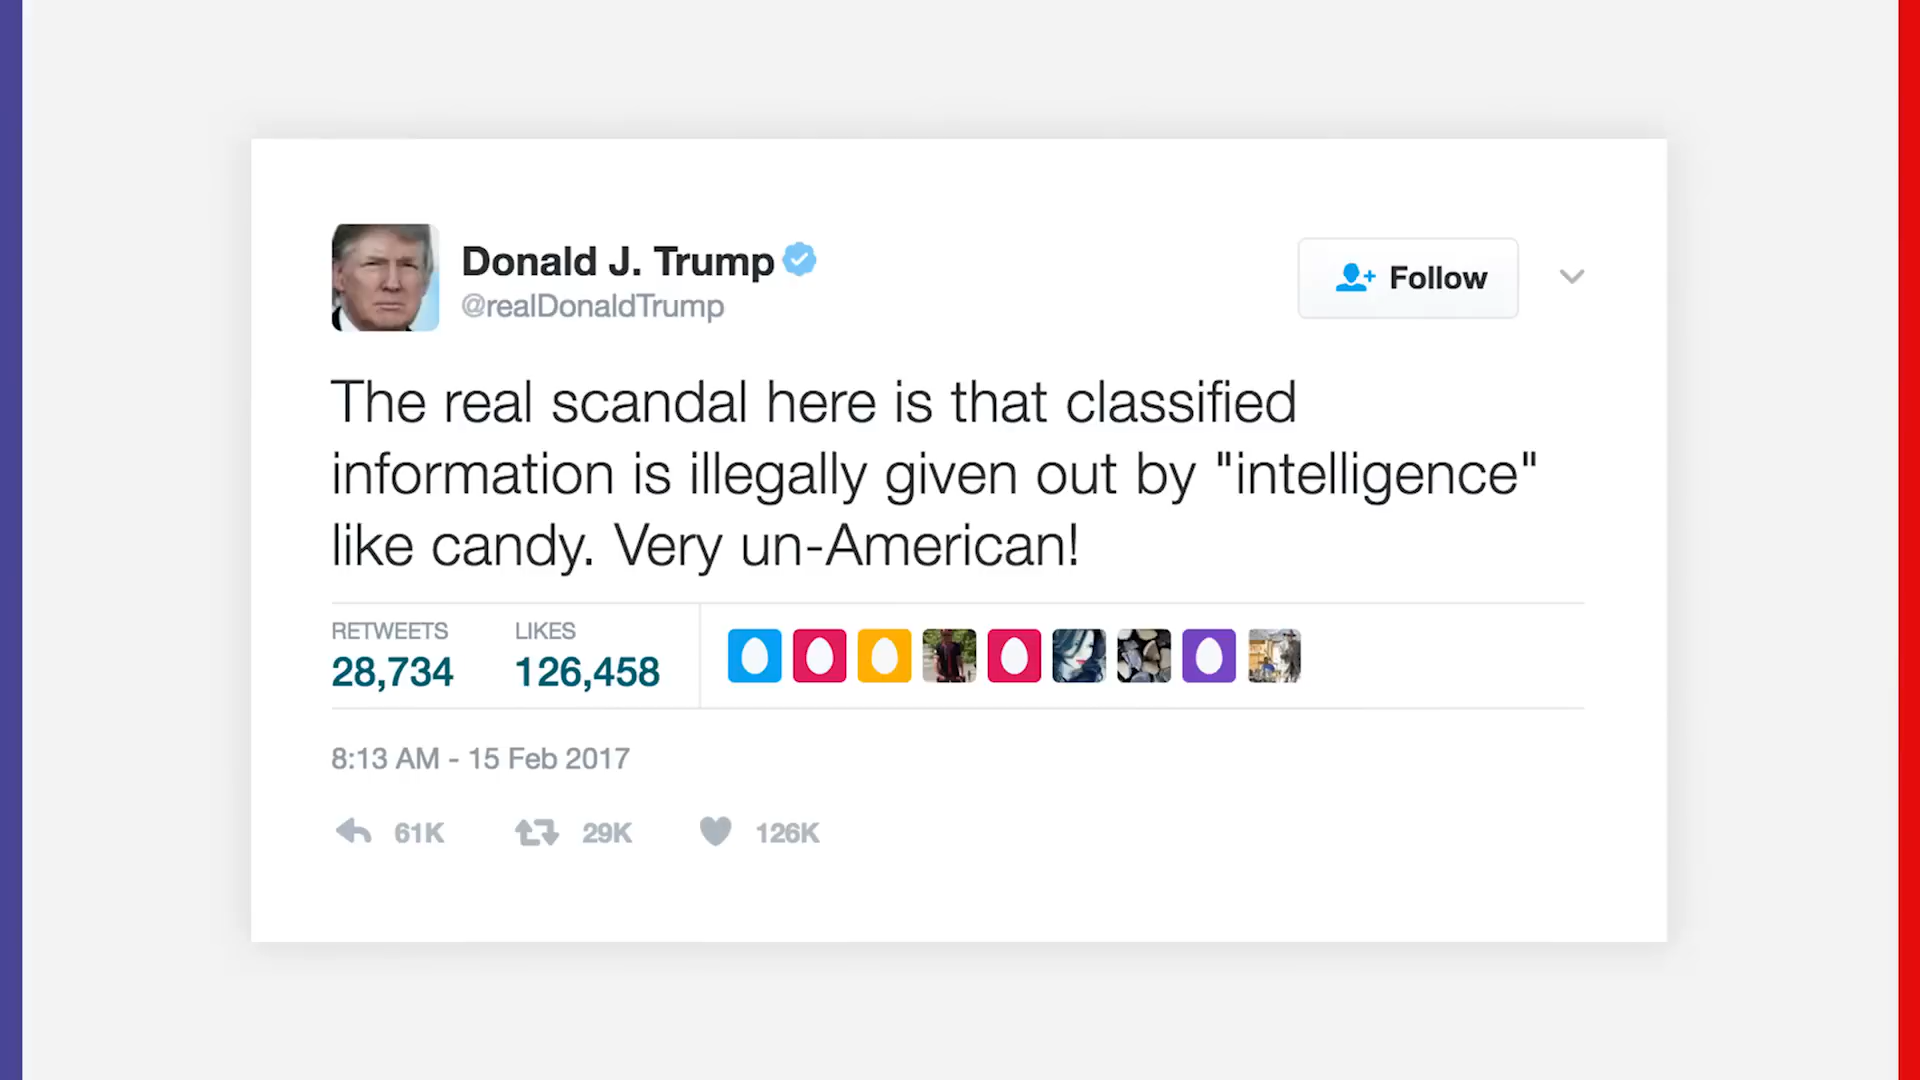 Donald J. Trump
@realDonaldTrump
Follow
The real scandal here is that classified
information is illegally given out by "intelligence"
like candy. Very un-American!
RETWEETS LIKES
28,734 126,458
8:13 AM - 15 Feb 2017
61K 29K 126K